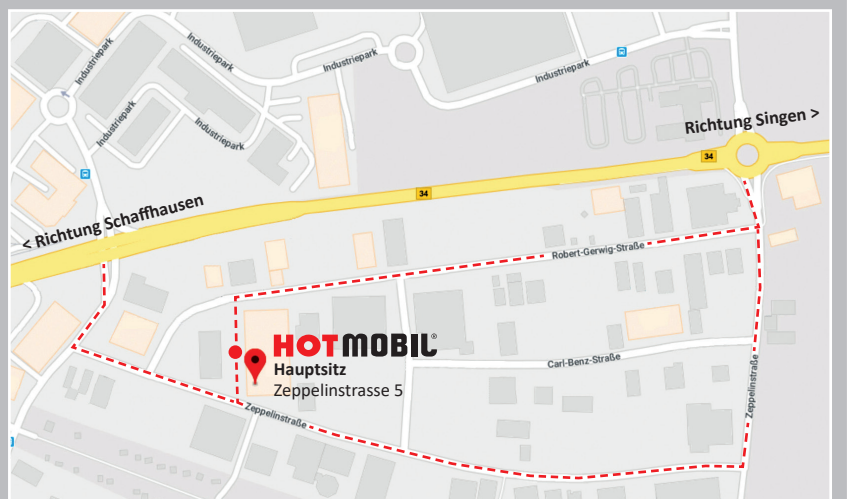 Industriepark
Industriepark
Industriepark
Industriepark
Industriepark
Industriepark
Richtung Singen >
34
34
< Richtung Schaffhausen
Robert-Gerwig-Straße
HOTMOBIL®
Hauptsitz
Zeppelinstrasse 5
Carl-Benz-Straße
Zeppelinstraße
Zeppelinstraße